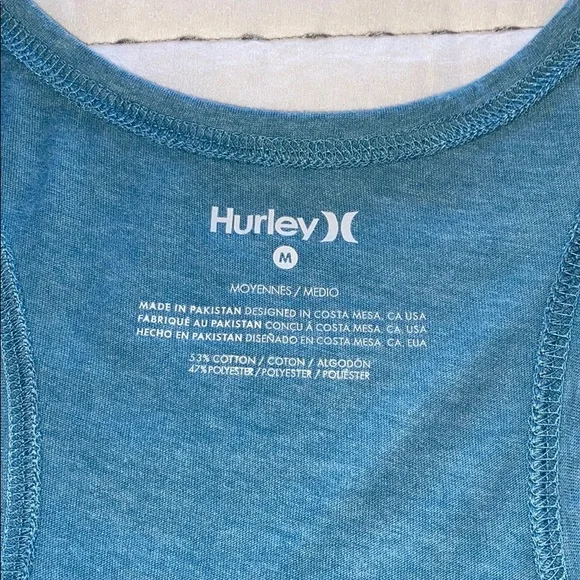 Hurley
M
MOYENNES / MEDIO
MADE IN PAKISTAN DESIGNED IN COSTA MESA, CA USA
FABRIQUÉ AU PAKISTAN CONÇU À COSTA MESA, CA, USA
HECHO EN PAKISTAN DISEÑADO EN COSTA MESA, CA, EUA
53% COTTON / COTON / ALGODÓN
47% POLYESTER / POLYESTER / POLIÉSTER